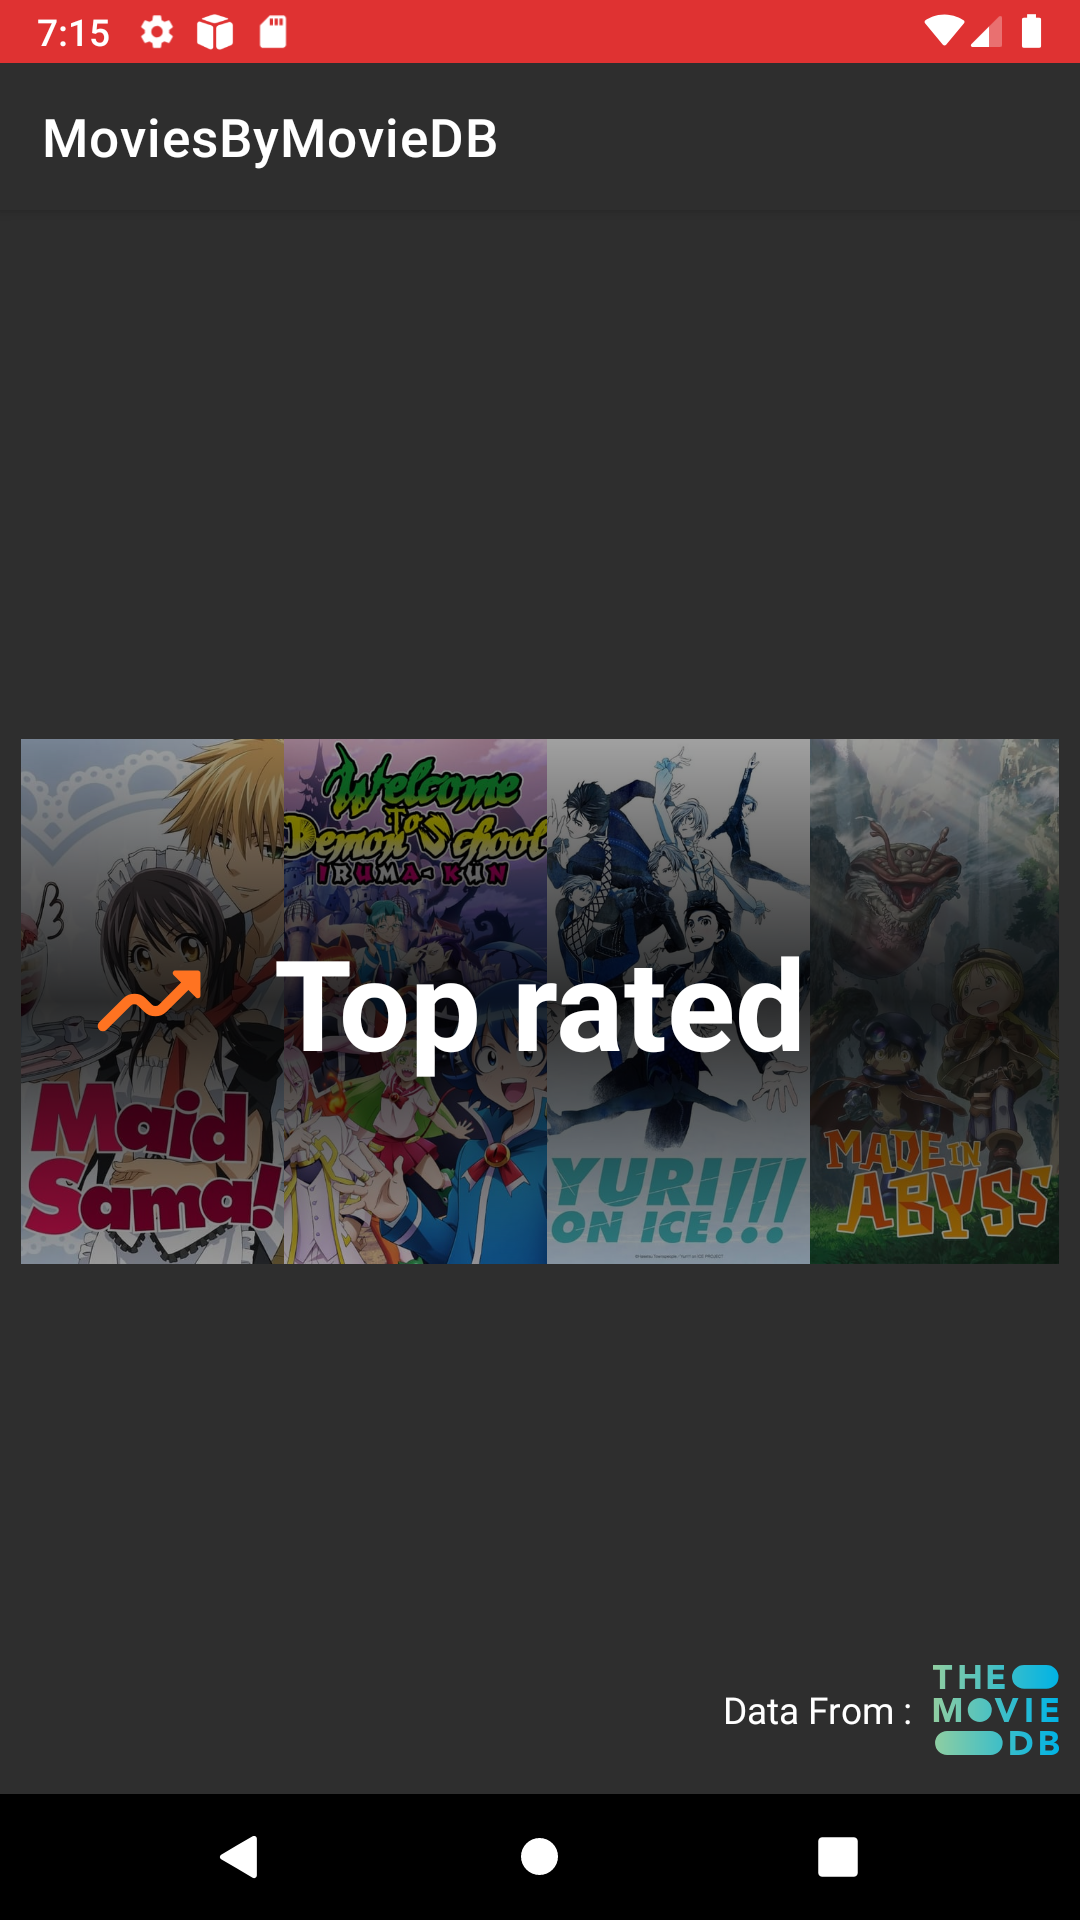 7:15
MoviesByMovieDB
Welcome
To
Demon School
IRUMA-KUN
Top rated
Maid
Sama!
YURI!!!
ON ICE
MADE IN
ABYSS
Data From :
THE
MOVIE
DB